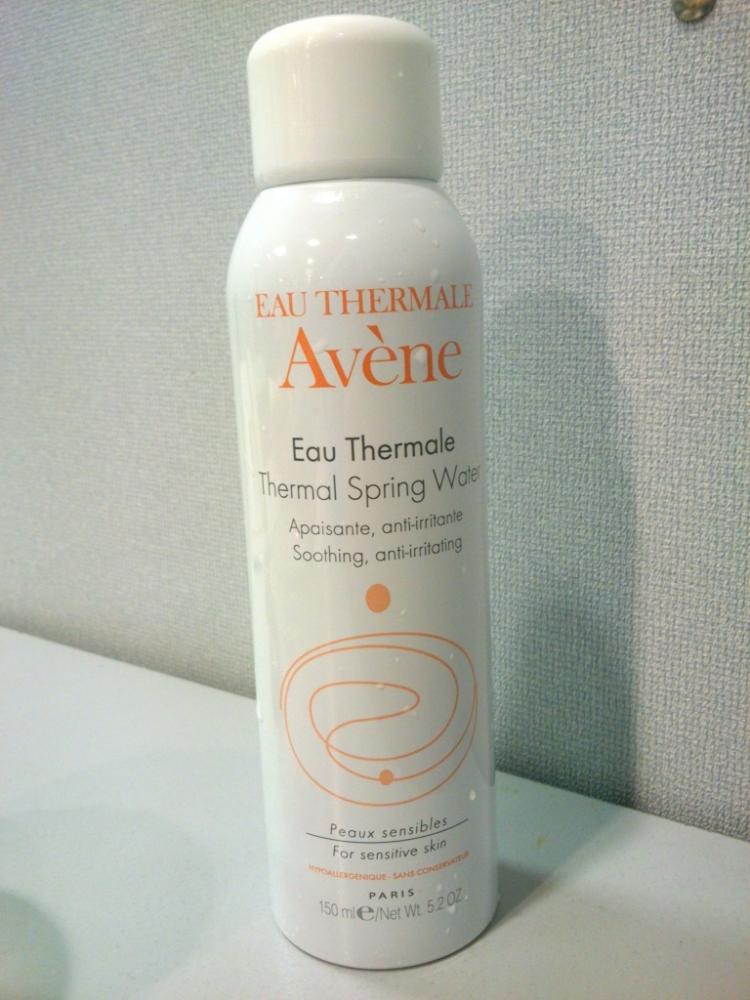 EAU THERMALE
Avène
Eau Thermale
Thermal Spring Water
Apaisante, anti-irritante
Soothing, anti-irritating
Peaux sensibles
For sensitive skin
HYPOALLERGENIQUE - SANS CONSERVATEUR
PARIS
150 ml e/Net Wt. 5.2 OZ.